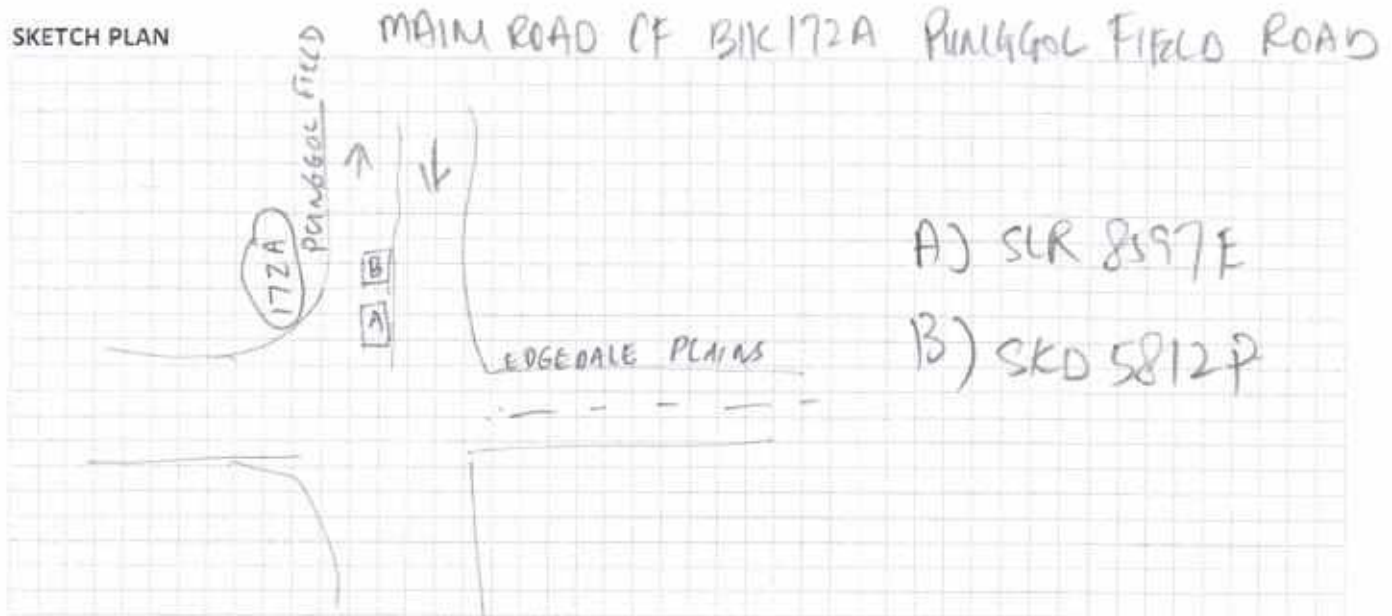 SKETCH PLAN
MAIN ROAD OF Blk 172A PUNGGOL FIELD ROAD
PUNGGOL FIELD
172A
B
A
EDGEDALE PLAINS
A) SLR 8597E
B) SKD 5812P